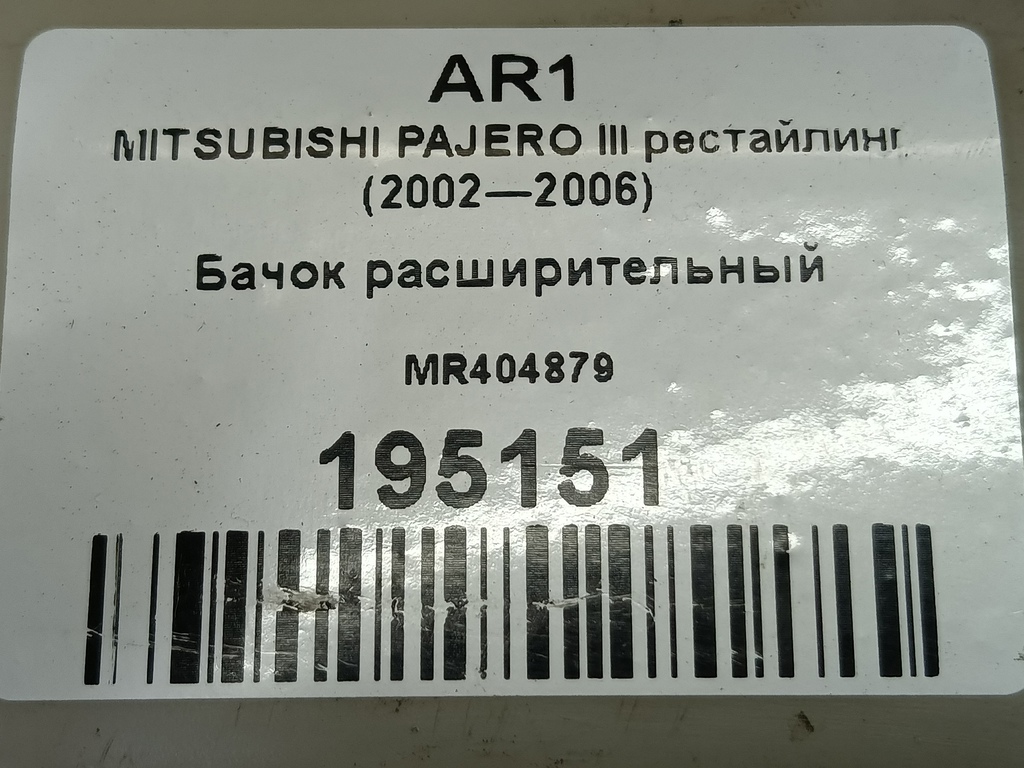 AR1
MITSUBISHI PAJERO III рестайлинг
(2002—2006)
Бачок расширительный
MR404879
195151